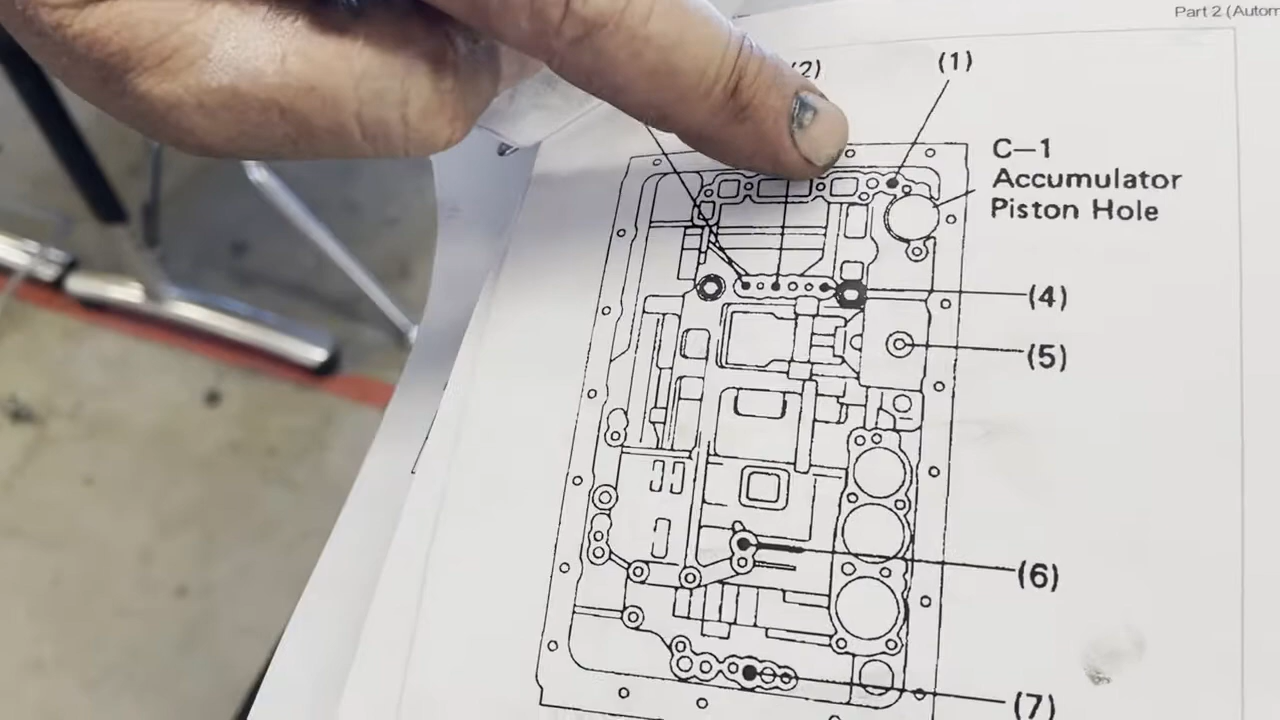 Part 2 (Autom
(2)
(1)
C—1
Accumulator
Piston Hole
(4)
(5)
(6)
(7)